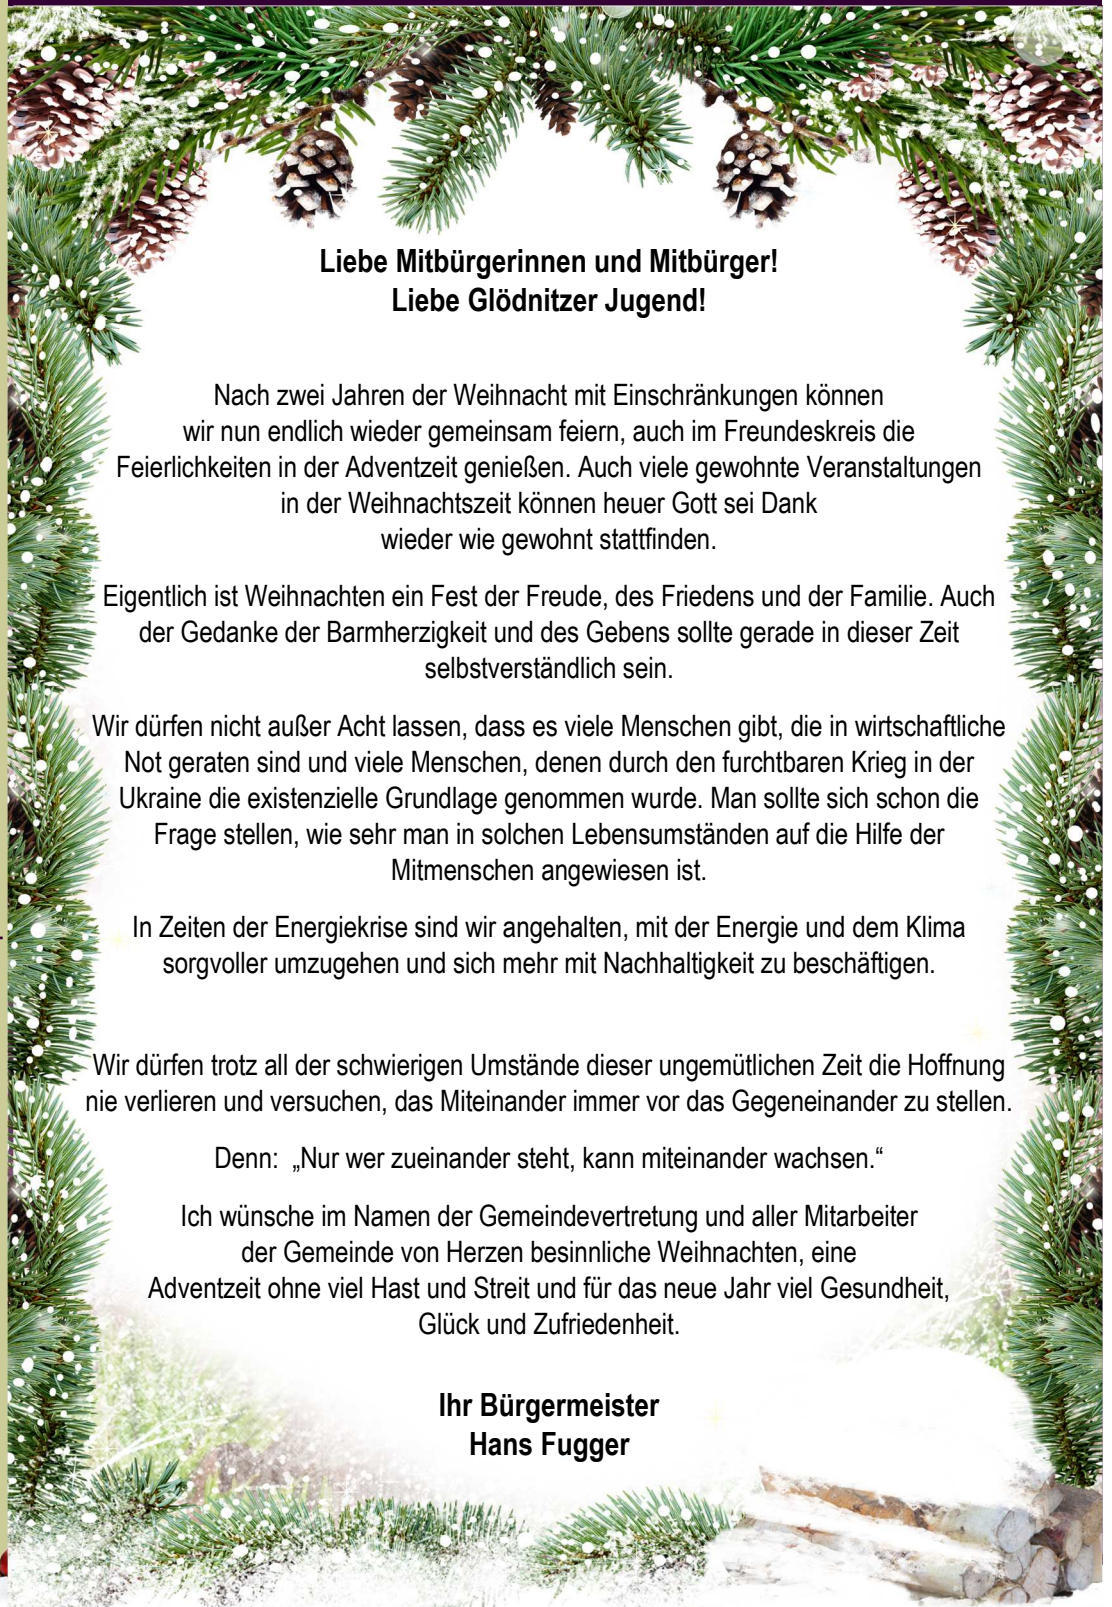 Liebe Mitbürgerinnen und Mitbürger!
Liebe Glödnitzer Jugend!
Nach zwei Jahren der Weihnacht mit Einschränkungen können
wir nun endlich wieder gemeinsam feiern, auch im Freundeskreis die
Feierlichkeiten in der Adventzeit genießen. Auch viele gewohnte Veranstaltungen
in der Weihnachtszeit können heuer Gott sei Dank
wieder wie gewohnt stattfinden.
Eigentlich ist Weihnachten ein Fest der Freude, des Friedens und der Familie. Auch
der Gedanke der Barmherzigkeit und des Gebens sollte gerade in dieser Zeit
selbstverständlich sein.
Wir dürfen nicht außer Acht lassen, dass es viele Menschen gibt, die in wirtschaftliche
Not geraten sind und viele Menschen, denen durch den furchtbaren Krieg in der
Ukraine die existenzielle Grundlage genommen wurde. Man sollte sich schon die
Frage stellen, wie sehr man in solchen Lebensumständen auf die Hilfe der
Mitmenschen angewiesen ist.
In Zeiten der Energiekrise sind wir angehalten, mit der Energie und dem Klima
sorgvoller umzugehen und sich mehr mit Nachhaltigkeit zu beschäftigen.
Wir dürfen trotz all der schwierigen Umstände dieser ungemütlichen Zeit die Hoffnung
nie verlieren und versuchen, das Miteinander immer vor das Gegeneinander zu stellen.
Denn: „Nur wer zueinander steht, kann miteinander wachsen.“
Ich wünsche im Namen der Gemeindevertretung und aller Mitarbeiter
der Gemeinde von Herzen besinnliche Weihnachten, eine
Adventzeit ohne viel Hast und Streit und für das neue Jahr viel Gesundheit,
Glück und Zufriedenheit.
Ihr Bürgermeister
Hans Fugger